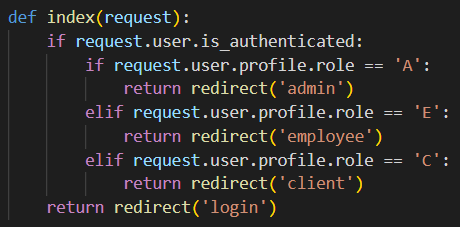 def index(request):
    if request.user.is_authenticated:
        if request.user.profile.role == 'A':
            return redirect('admin')
        elif request.user.profile.role == 'E':
            return redirect('employee')
        elif request.user.profile.role == 'C':
            return redirect('client')
    return redirect('login')